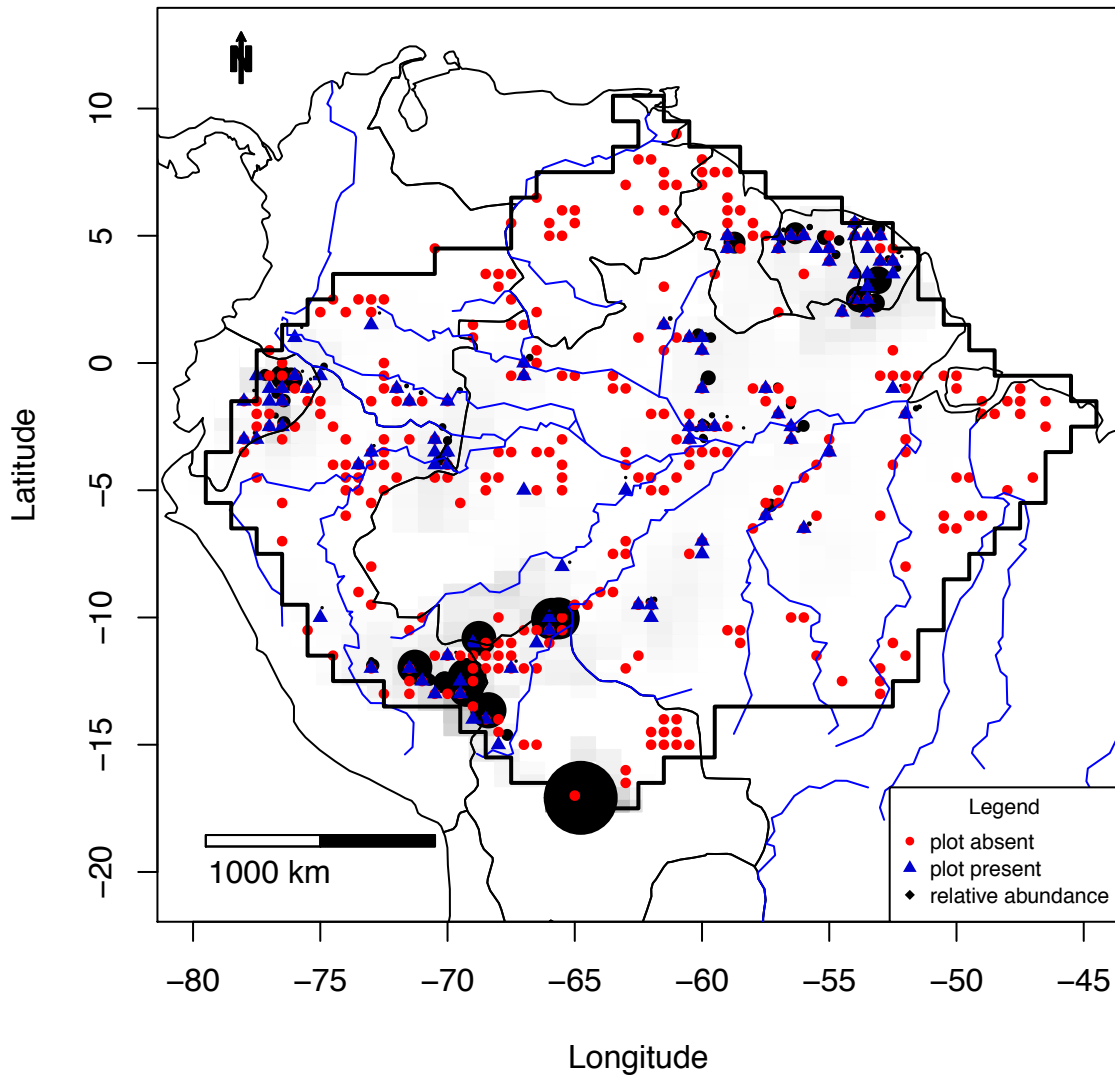 N
10
5
0
−5
−10
−15
−20
Latitude
1000 km
Legend
plot absent
plot present
relative abundance
−80 −75 −70 −65 −60 −55 −50 −45
Longitude